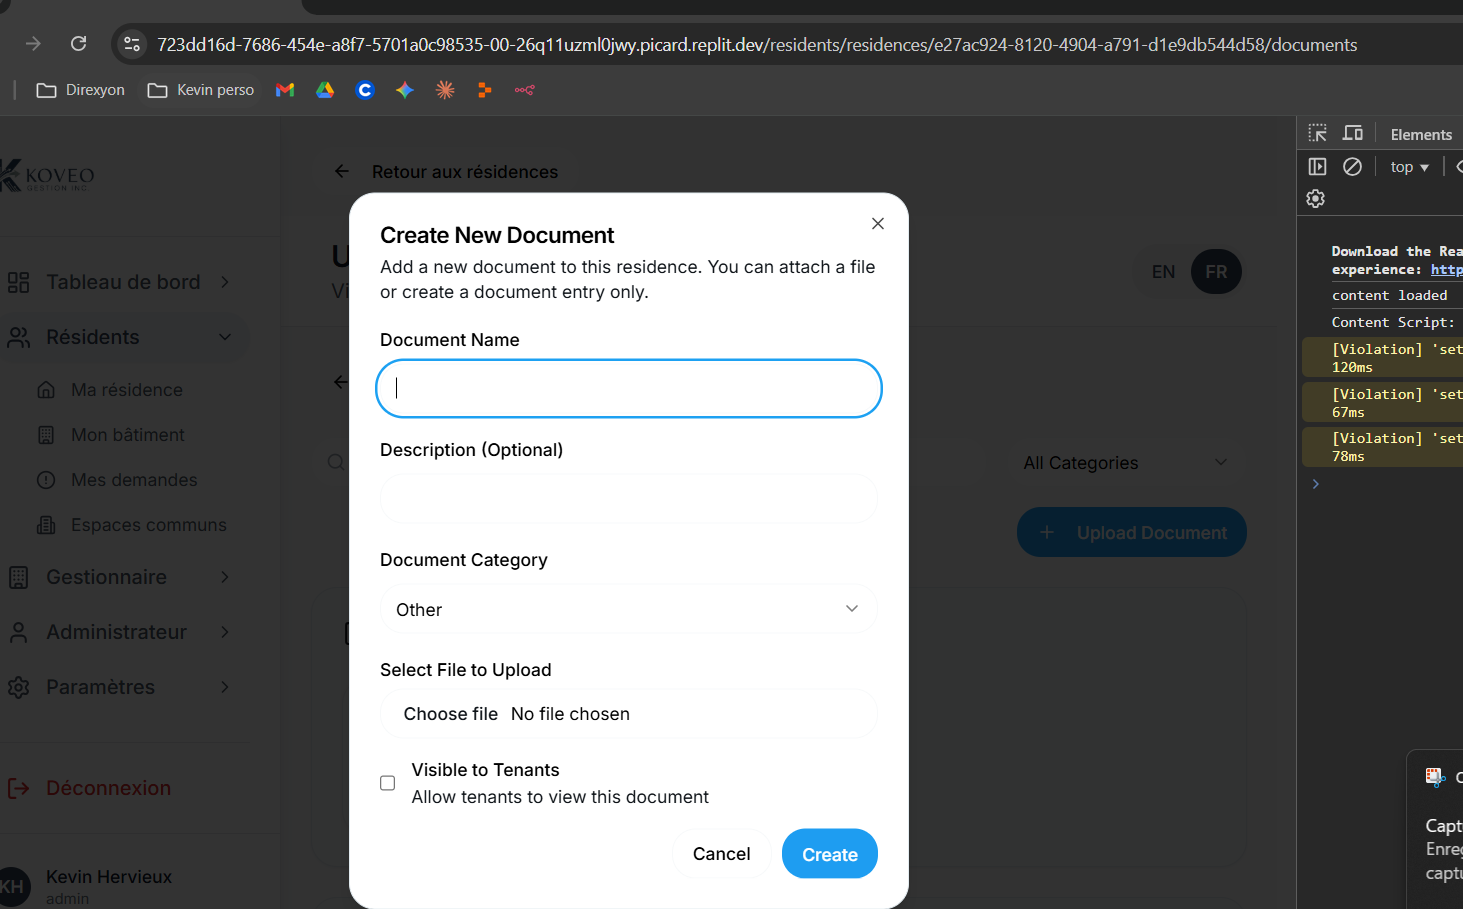 723dd16d-7686-454e-a8f7-5701a0c98535-00-26q11uzml0jwy.picard.replit.dev/residents/residences/e27ac924-8120-4904-a791-d1e9db544d58/documents
Direxyon
Kevin perso
KOVEO
GESTION INC
Tableau de bord
Résidents
Ma résidence
Mon bâtiment
Mes demandes
Espaces communs
Gestionnaire
Administrateur
Paramètres
Déconnexion
KH
Kevin Hervieux
admin
Retour aux résidences
U
Vi
EN
FR
All Categories
Upload Document
Create New Document
Add a new document to this residence. You can attach a file
or create a document entry only.
Document Name
Description (Optional)
Document Category
Other
Select File to Upload
Choose file No file chosen
Visible to Tenants
Allow tenants to view this document
Cancel
Create
Elements
top
Download the Rea
experience: http
content loaded
Content Script:
[Violation] 'set
120ms
[Violation] 'set
67ms
[Violation] 'set
78ms
Capt
Enreg
captu